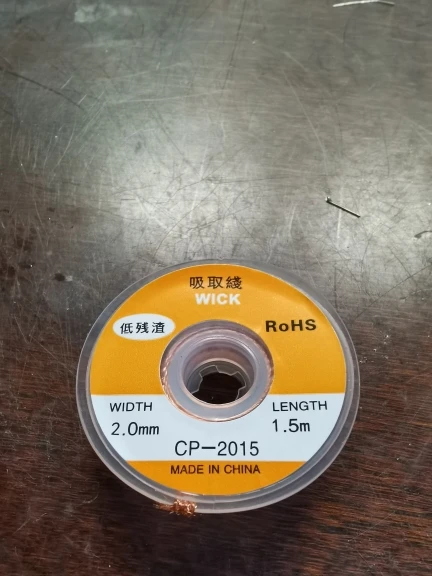 吸取綫
WICK
低残渣
RoHS
WIDTH
2.0mm
LENGTH
1.5m
CP-2015
MADE IN CHINA